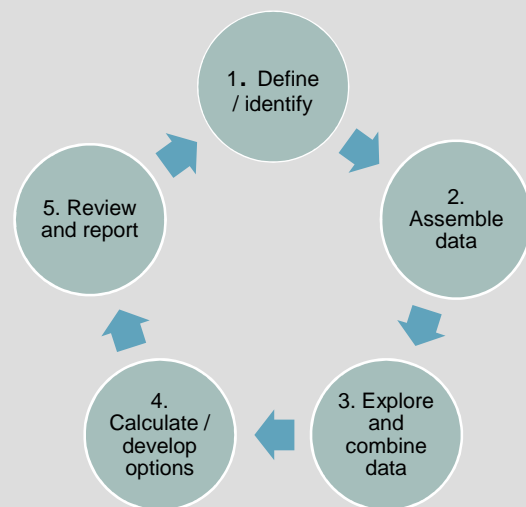 1. Define
/ identify
2.
Assemble
data
3. Explore
and
combine
data
4.
Calculate /
develop
options
5. Review
and report